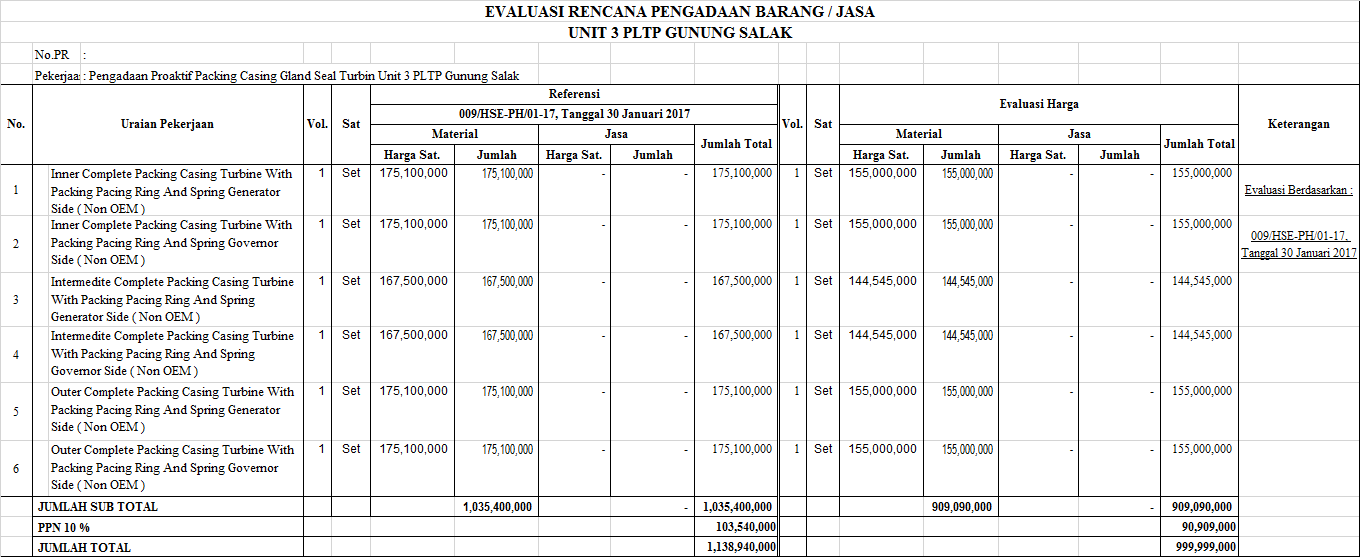 EVALUASI RENCANA PENGADAAN BARANG / JASA
UNIT 3 PLTP GUNUNG SALAK
No.PR :
Pekerjaa : Pengadaan Proaktif Packing Casing Gland Seal Turbin Unit 3 PLTP Gunung Salak
No. Uraian Pekerjaan Vol. Sat Referensi Vol. Sat Evaluasi Harga Keterangan
009/HSE-PH/01-17, Tanggal 30 Januari 2017
Material Jasa Jumlah Total Material Jasa Jumlah Total
Harga Sat. Jumlah Harga Sat. Jumlah Harga Sat. Jumlah Harga Sat. Jumlah
1 Inner Complete Packing Casing Turbine With 1 Set 175,100,000 175,100,000 - - 175,100,000 1 Set 155,000,000 155,000,000 - - 155,000,000
Packing Pacing Ring And Spring Generator Evaluasi Berdasarkan :
Side ( Non OEM )
2 Inner Complete Packing Casing Turbine With 1 Set 175,100,000 175,100,000 - - 175,100,000 1 Set 155,000,000 155,000,000 - - 155,000,000
Packing Pacing Ring And Spring Governor 009/HSE-PH/01-17,
Side ( Non OEM ) Tanggal 30 Januari 2017
3 Intermedite Complete Packing Casing Turbine 1 Set 167,500,000 167,500,000 - - 167,500,000 1 Set 144,545,000 144,545,000 - - 144,545,000
With Packing Pacing Ring And Spring
Generator Side ( Non OEM )
4 Intermedite Complete Packing Casing Turbine 1 Set 167,500,000 167,500,000 - - 167,500,000 1 Set 144,545,000 144,545,000 - - 144,545,000
With Packing Pacing Ring And Spring
Governor Side ( Non OEM )
5 Outer Complete Packing Casing Turbine With 1 Set 175,100,000 175,100,000 - - 175,100,000 1 Set 155,000,000 155,000,000 - - 155,000,000
Packing Pacing Ring And Spring Generator
Side ( Non OEM )
6 Outer Complete Packing Casing Turbine With 1 Set 175,100,000 175,100,000 - - 175,100,000 1 Set 155,000,000 155,000,000 - - 155,000,000
Packing Pacing Ring And Spring Governor
Side ( Non OEM )
JUMLAH SUB TOTAL 1,035,400,000 - 1,035,400,000 909,090,000 - 909,090,000
PPN 10 % 103,540,000 90,909,000
JUMLAH TOTAL 1,138,940,000 999,999,000